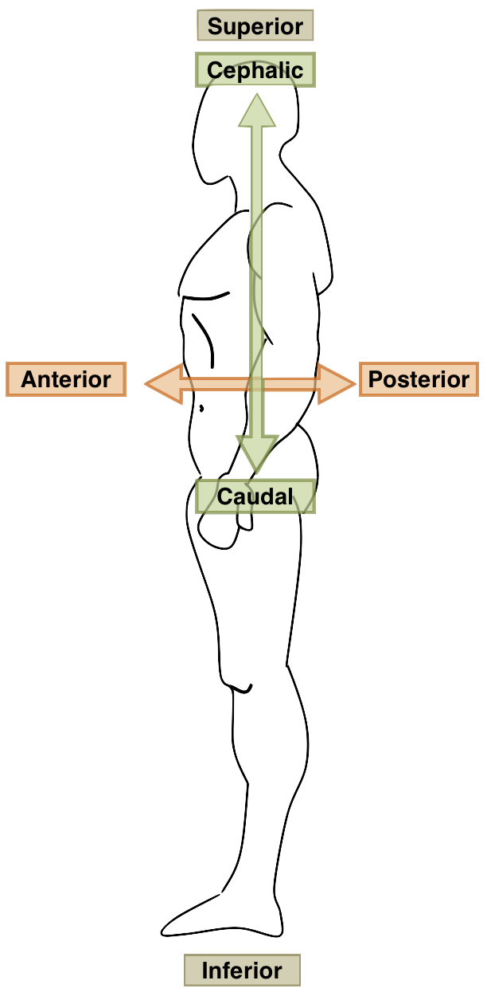 Superior
Cephalic
Anterior
Posterior
Caudal
Inferior